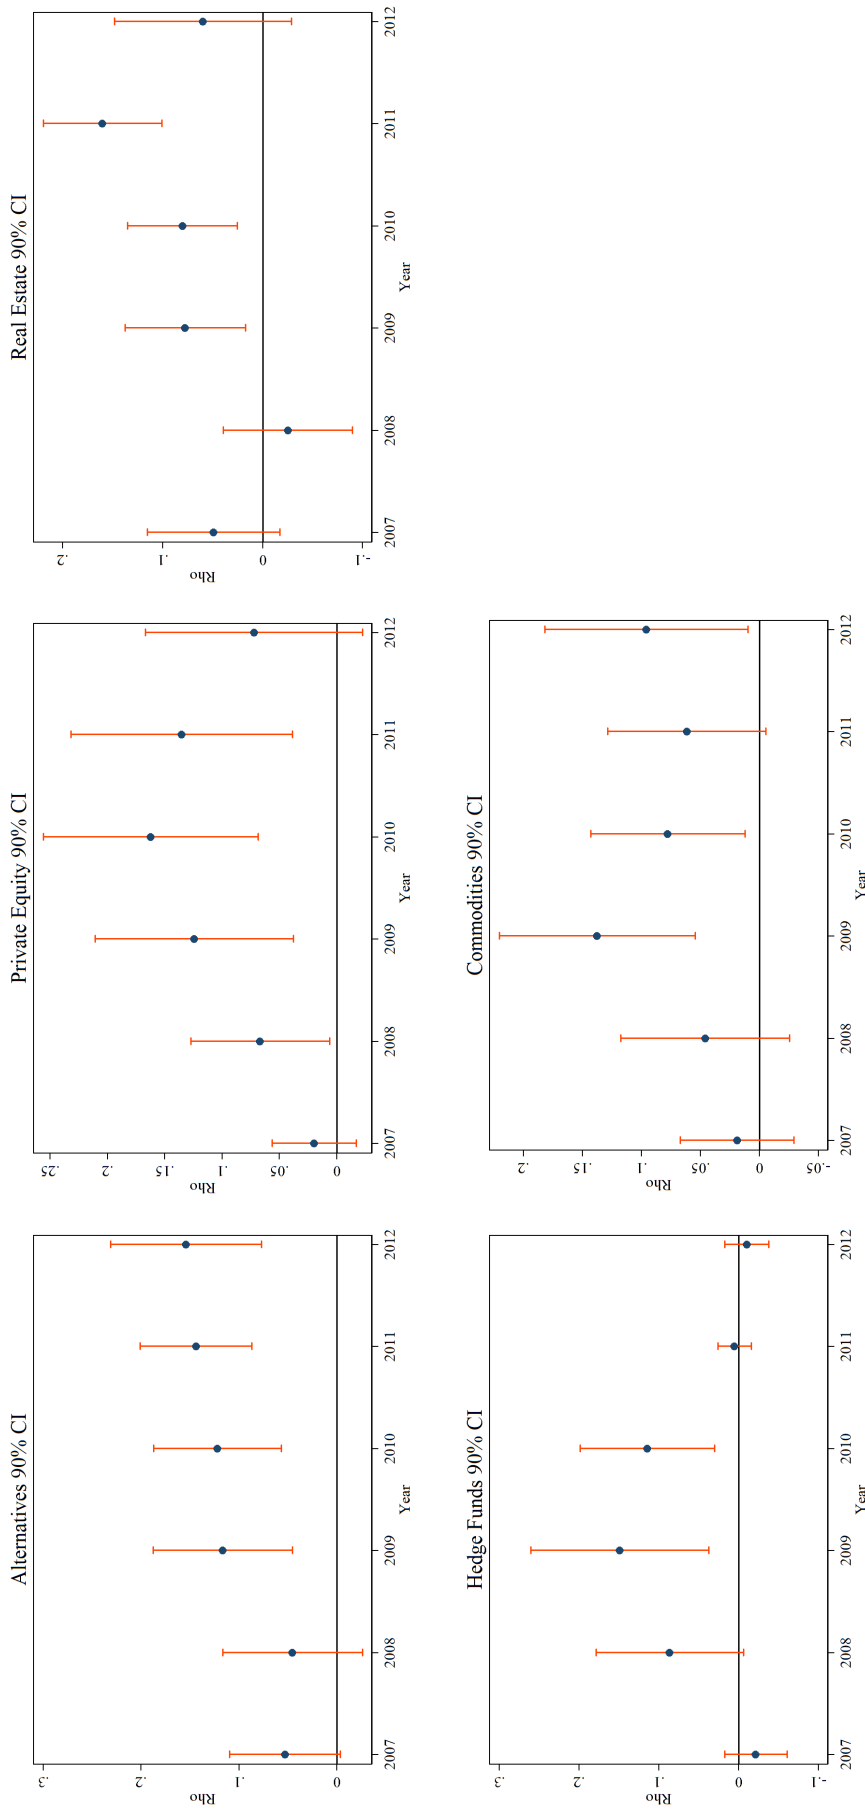 Alternatives 90% CI
Rho
.3
.2
.1
0
2007 2008 2009 2010 2011 2012
Year
Private Equity 90% CI
Rho
.25
.2
.15
.1
.05
0
2007 2008 2009 2010 2011 2012
Year
Real Estate 90% CI
Rho
.2
.1
0
-.1
2007 2008 2009 2010 2011 2012
Year
Hedge Funds 90% CI
Rho
.3
.2
.1
0
-.1
2007 2008 2009 2010 2011 2012
Year
Commodities 90% CI
Rho
.2
.15
.1
.05
0
-.05
2007 2008 2009 2010 2011 2012
Year